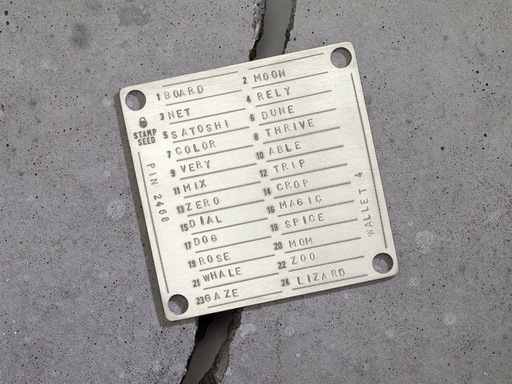 1 BOARD 2 MOON
3 NET 4 RELY
5 SATOSHI 6 DUNE
7 COLOR 8 THRIVE
9 VERY 10 ABLE
11 MIX 12 TRIP
13 ZERO 14 CROP
15 DIAL 16 MAGIC
17 DOG 18 SPICE
19 ROSE 20 MOM
21 WHALE 22 ZOO
23 GAZE 24 LIZARD
STAMP
SEED
PIN 2468
WALLET 4